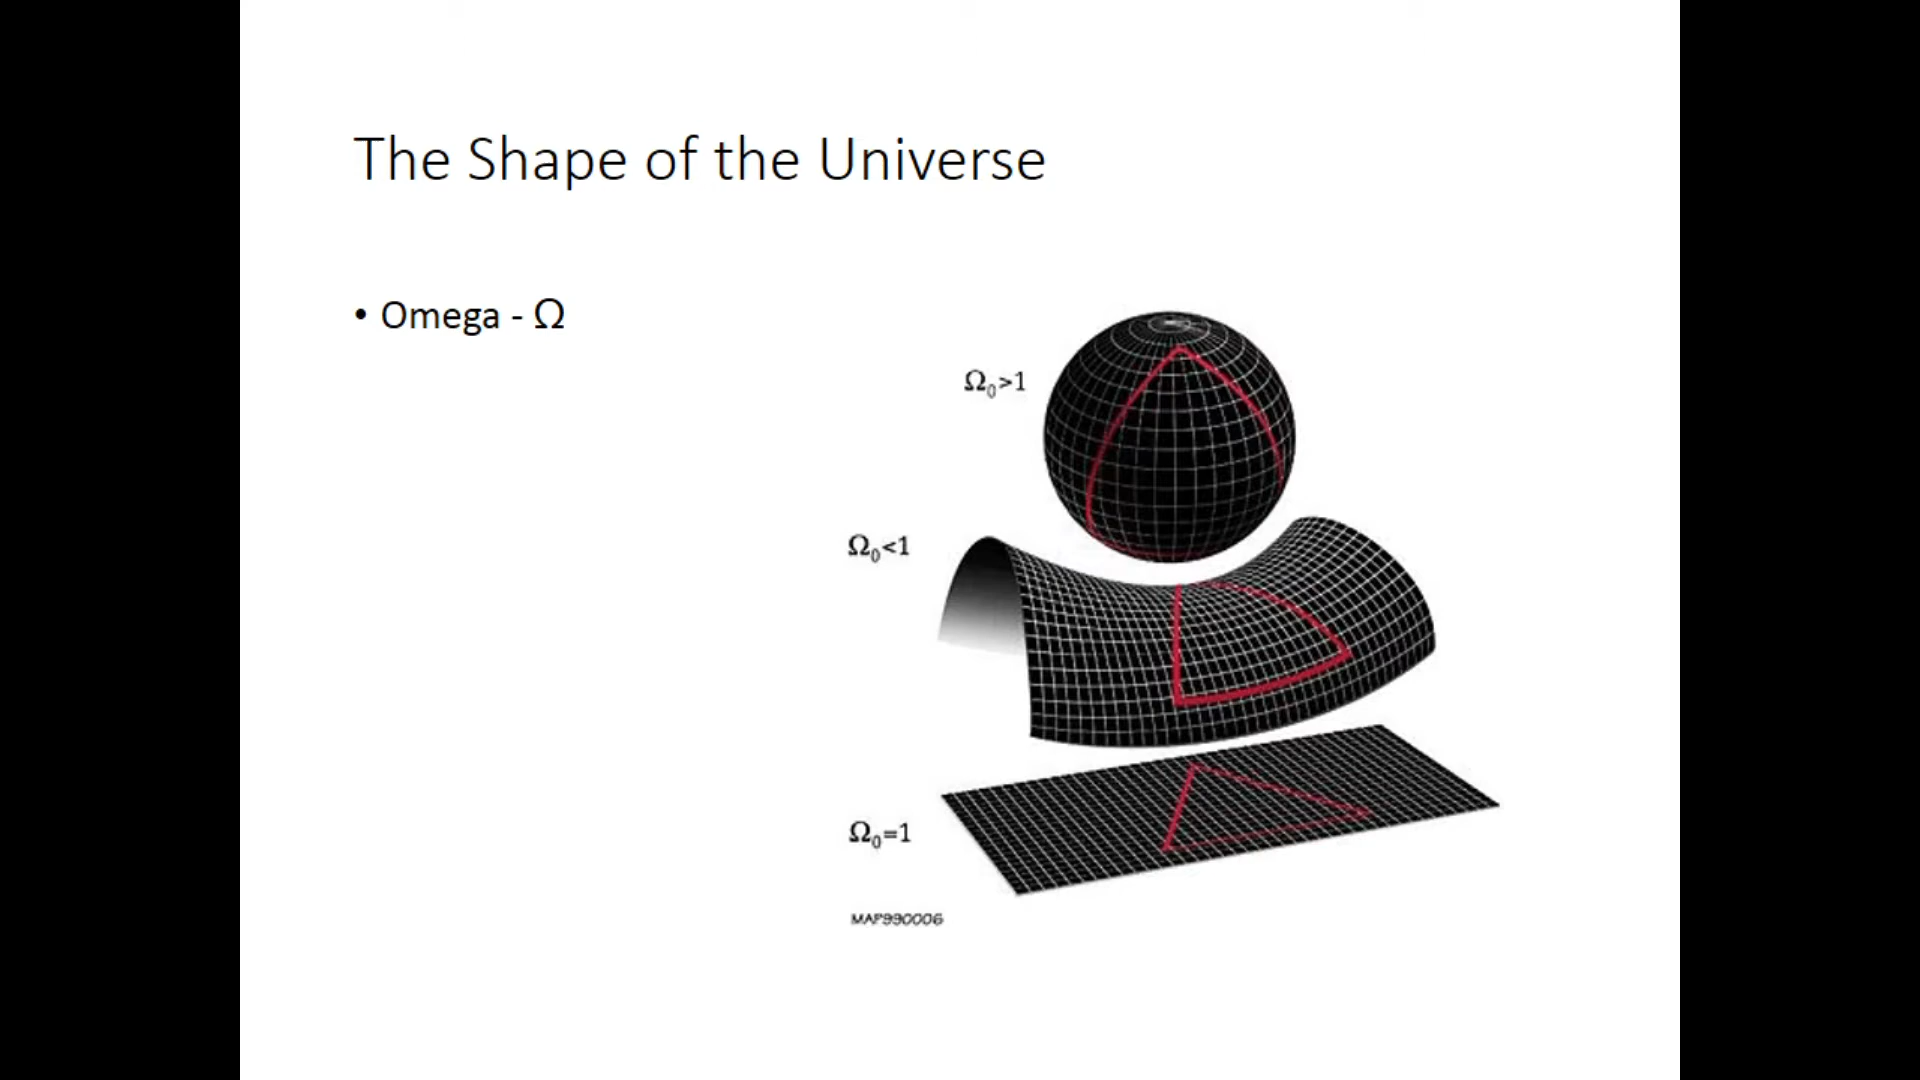 The Shape of the Universe
• Omega - Ω
Ω₀>1
Ω₀<1
Ω₀=1
MAP990006